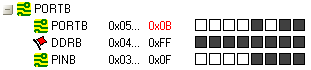 PORTB
PORTB 0x05... 0x0B
DDRB 0x04... 0xFF
PINB 0x03... 0x0F